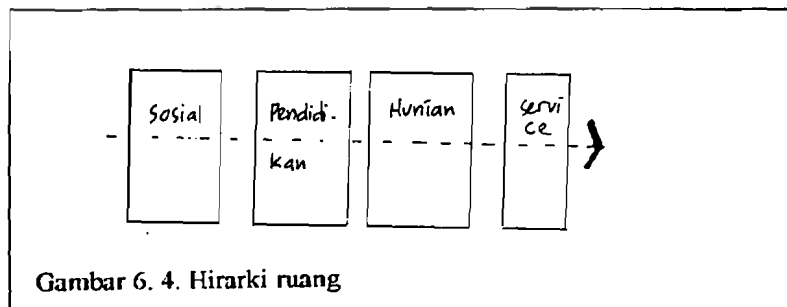 Sosial
Pendidi-
kan
Hunian
servi
ce
Gambar 6. 4. Hirarki ruang